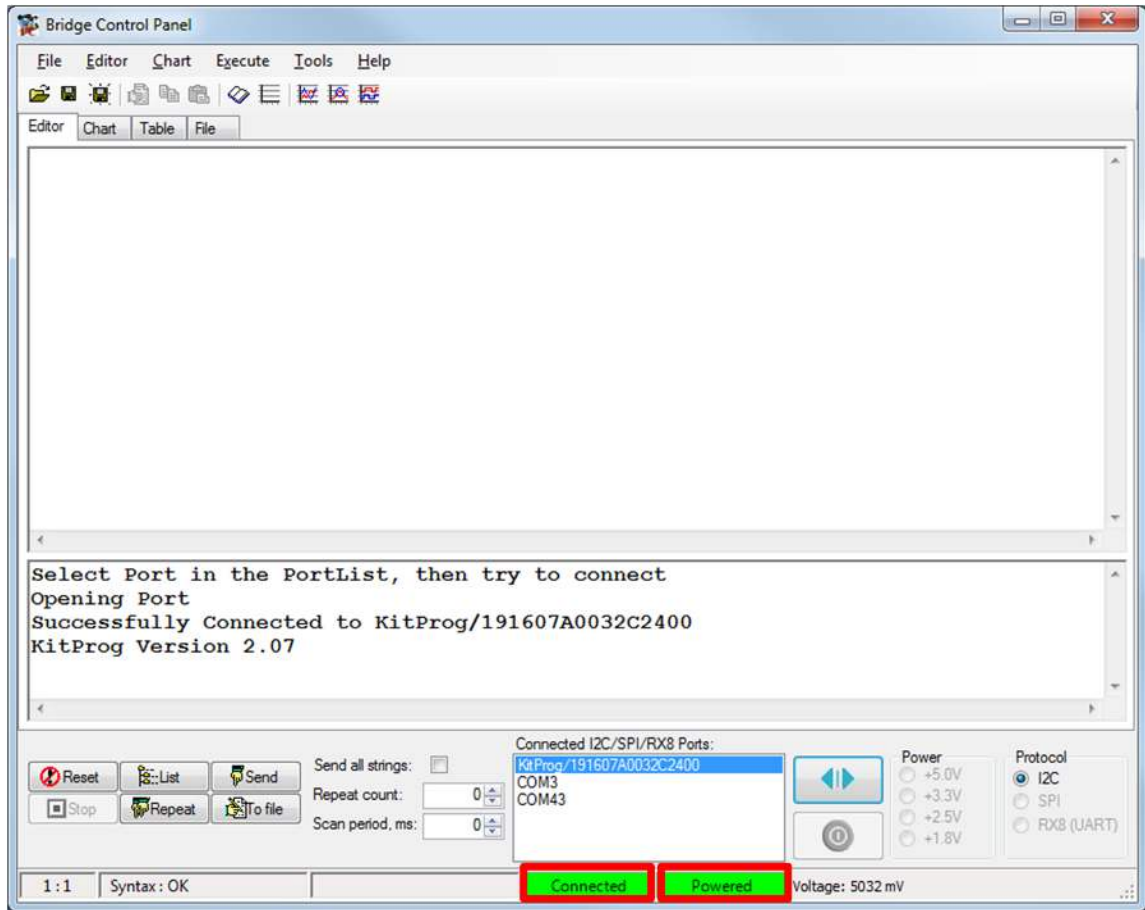 Bridge Control Panel
File Editor Chart Execute Tools Help
Editor Chart Table File
Select Port in the PortList, then try to connect
Opening Port
Successfully Connected to KitProg/191607A0032C2400
KitProg Version 2.07
Connected I2C/SPI/RX8 Ports:
Reset List Send
Stop Repeat To file
Send all strings:
Repeat count: 0
Scan period, ms: 0
KitProg/191607A0032C2400
COM3
COM43
Power
+5.0V
+3.3V
+2.5V
+1.8V
Protocol
I2C
SPI
RX8 (UART)
1:1 Syntax : OK Connected Powered Voltage: 5032 mV